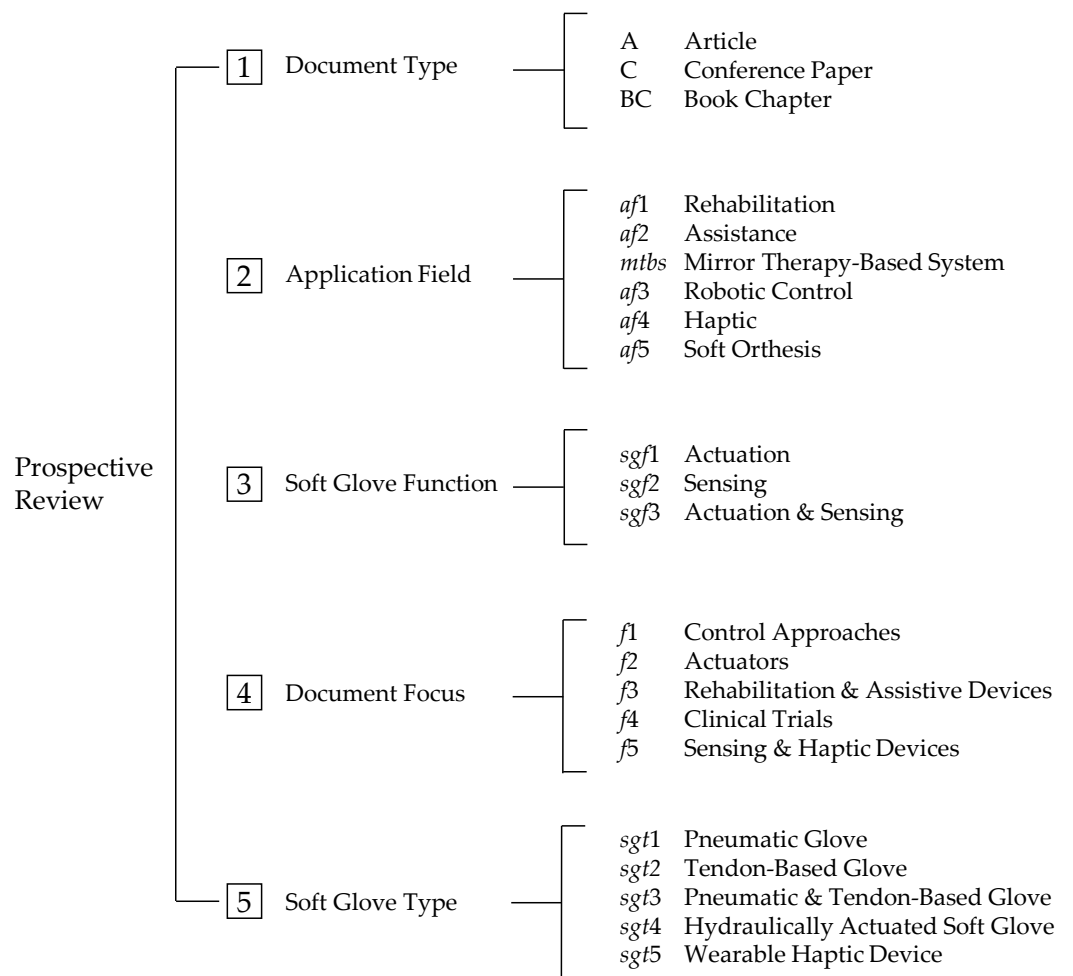 Prospective
Review
1 Document Type
A Article
C Conference Paper
BC Book Chapter
2 Application Field
af1 Rehabilitation
af2 Assistance
mtbs Mirror Therapy-Based System
af3 Robotic Control
af4 Haptic
af5 Soft Orthesis
3 Soft Glove Function
sgf1 Actuation
sgf2 Sensing
sgf3 Actuation & Sensing
4 Document Focus
f1 Control Approaches
f2 Actuators
f3 Rehabilitation & Assistive Devices
f4 Clinical Trials
f5 Sensing & Haptic Devices
5 Soft Glove Type
sgt1 Pneumatic Glove
sgt2 Tendon-Based Glove
sgt3 Pneumatic & Tendon-Based Glove
sgt4 Hydraulically Actuated Soft Glove
sgt5 Wearable Haptic Device